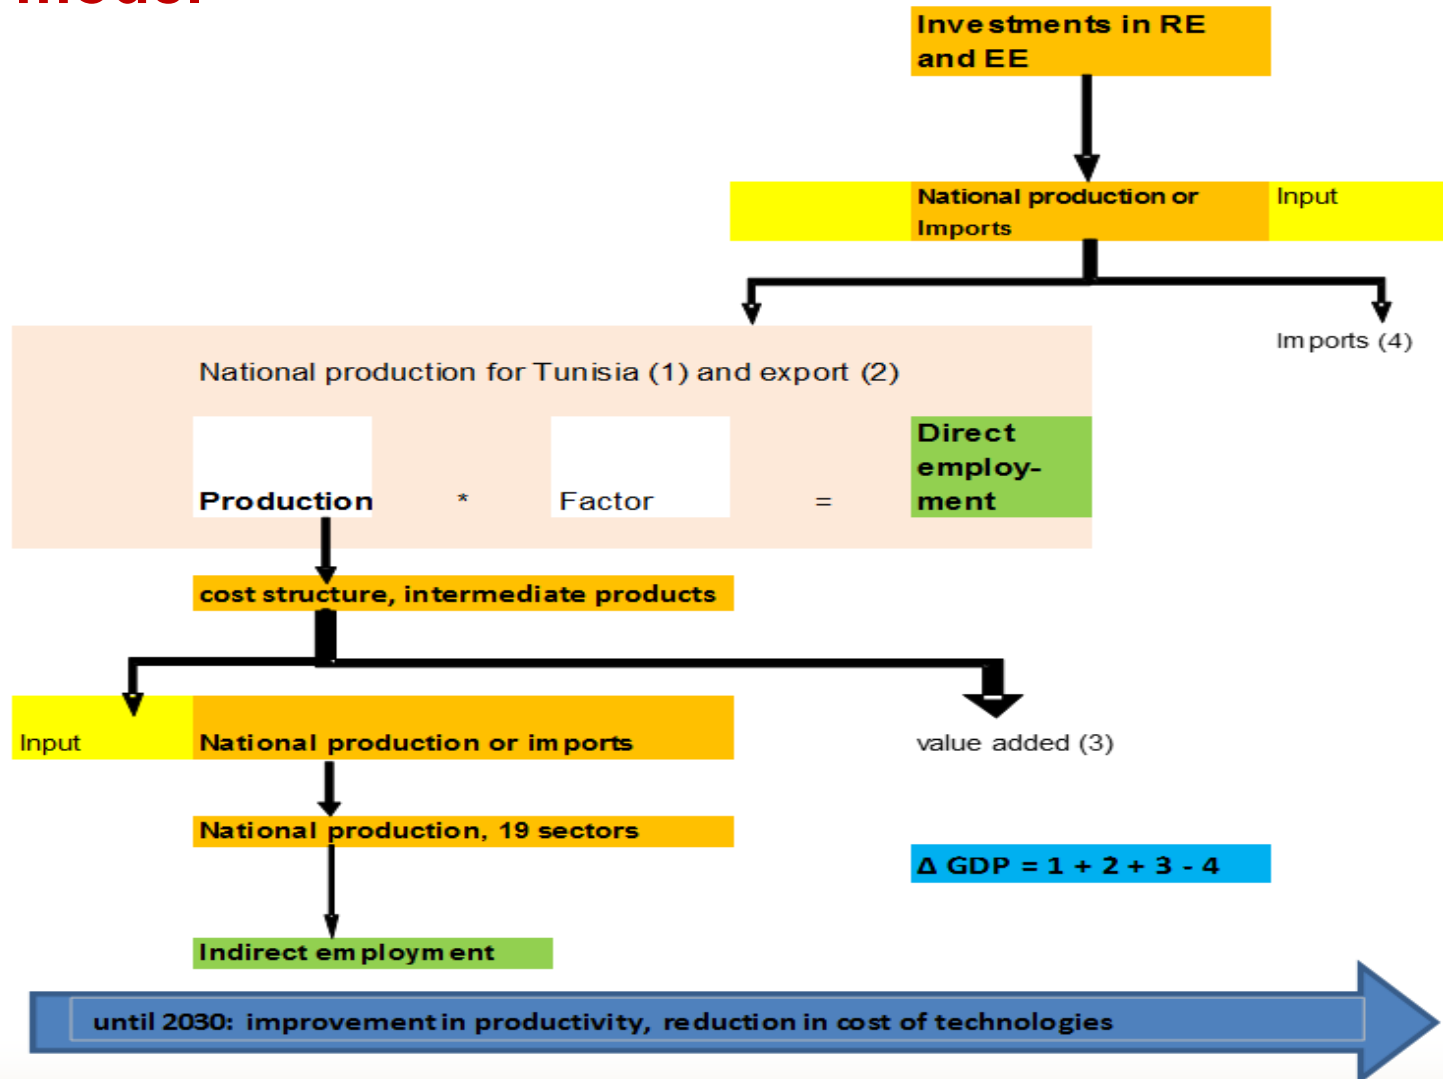 Investments in RE
and EE
National production or
Imports
Input
Imports (4)
National production for Tunisia (1) and export (2)
Production * Factor =
Direct
employ-
ment
cost structure, intermediate products
Input
National production or imports
value added (3)
National production, 19 sectors
Δ GDP = 1 + 2 + 3 - 4
Indirect employment
until 2030: improvement in productivity, reduction in cost of technologies